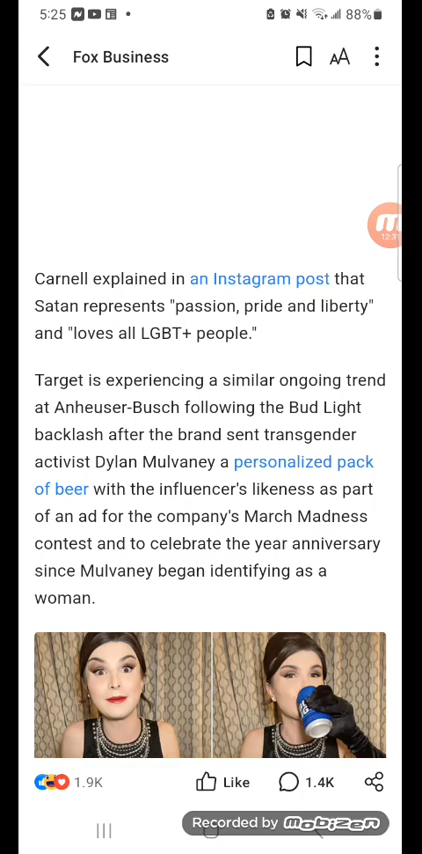 5:25
88%
Fox Business
AA
12:1
Carnell explained in an Instagram post that
Satan represents "passion, pride and liberty"
and "loves all LGBT+ people."
Target is experiencing a similar ongoing trend
at Anheuser-Busch following the Bud Light
backlash after the brand sent transgender
activist Dylan Mulvaney a personalized pack
of beer with the influencer's likeness as part
of an ad for the company's March Madness
contest and to celebrate the year anniversary
since Mulvaney began identifying as a
woman.
1.9K
Like
1.4K
Recorded by mobizen